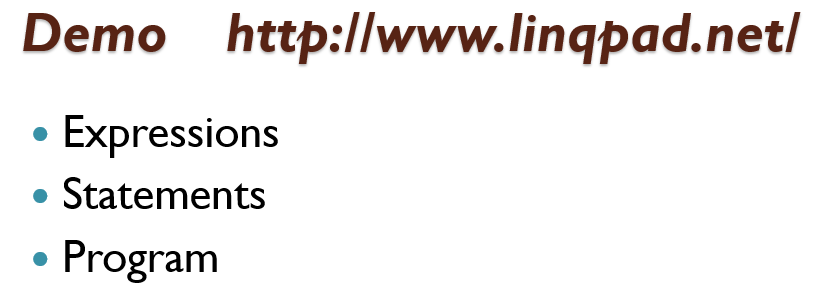 Demo http://www.linqpad.net/
• Expressions
• Statements
• Program